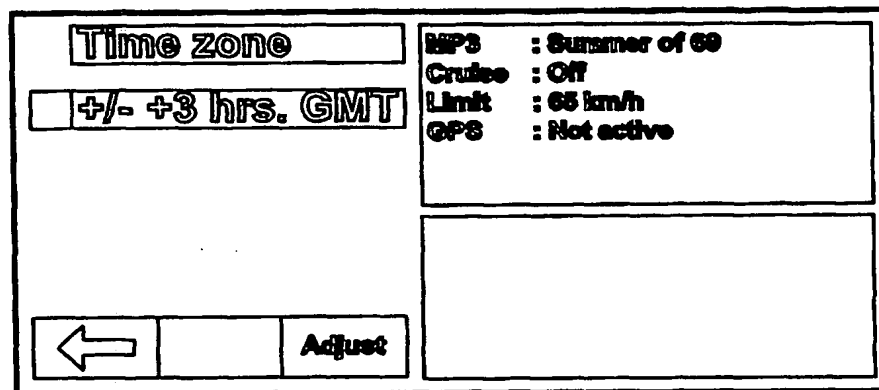 Time zone
+/- +3 hrs. GMT
Adjust
MP3 : Summer of 69
Cruise : Off
Limit : 65 km/h
GPS : Not active